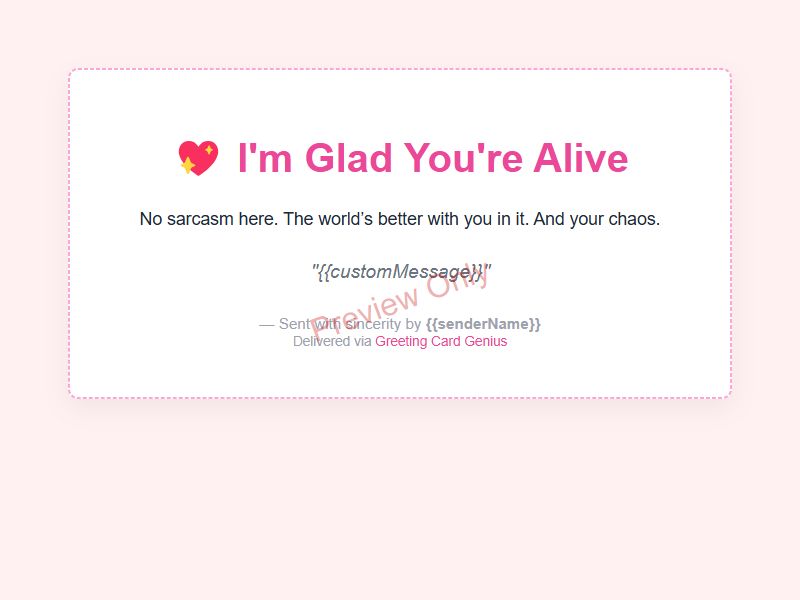 💖 I'm Glad You're Alive
No sarcasm here. The world’s better with you in it. And your chaos.
"{{customMessage}}"
Preview Only
— Sent with sincerity by {{senderName}}
Delivered via Greeting Card Genius